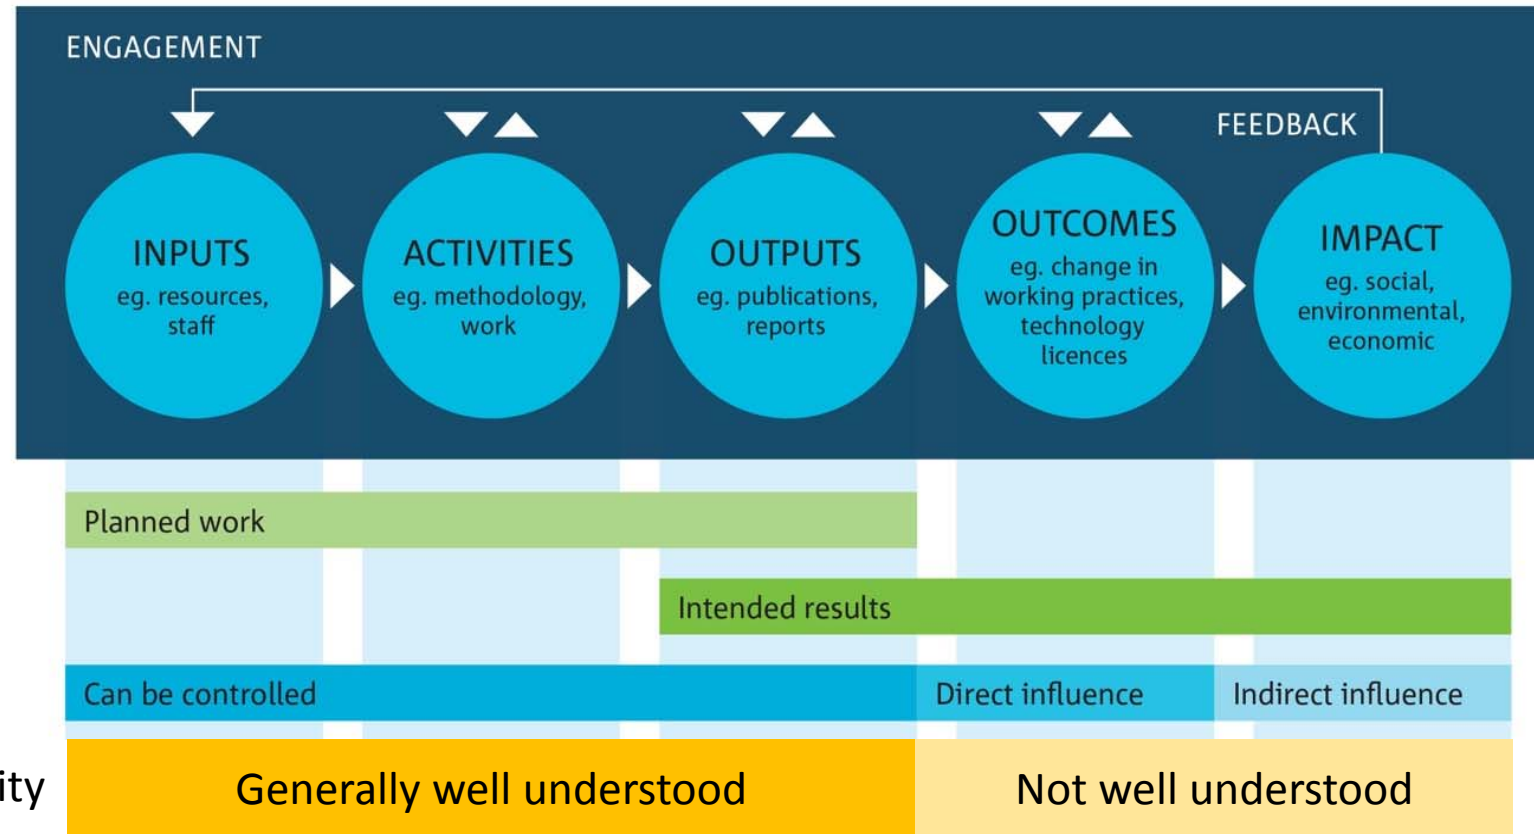 ENGAGEMENT
FEEDBACK
INPUTS
eg. resources,
staff
ACTIVITIES
eg. methodology,
work
OUTPUTS
eg. publications,
reports
OUTCOMES
eg. change in
working practices,
technology
licences
IMPACT
eg. social,
environmental,
economic
Planned work
Intended results
Can be controlled
Direct influence
Indirect influence
Generally well understood
Not well understood